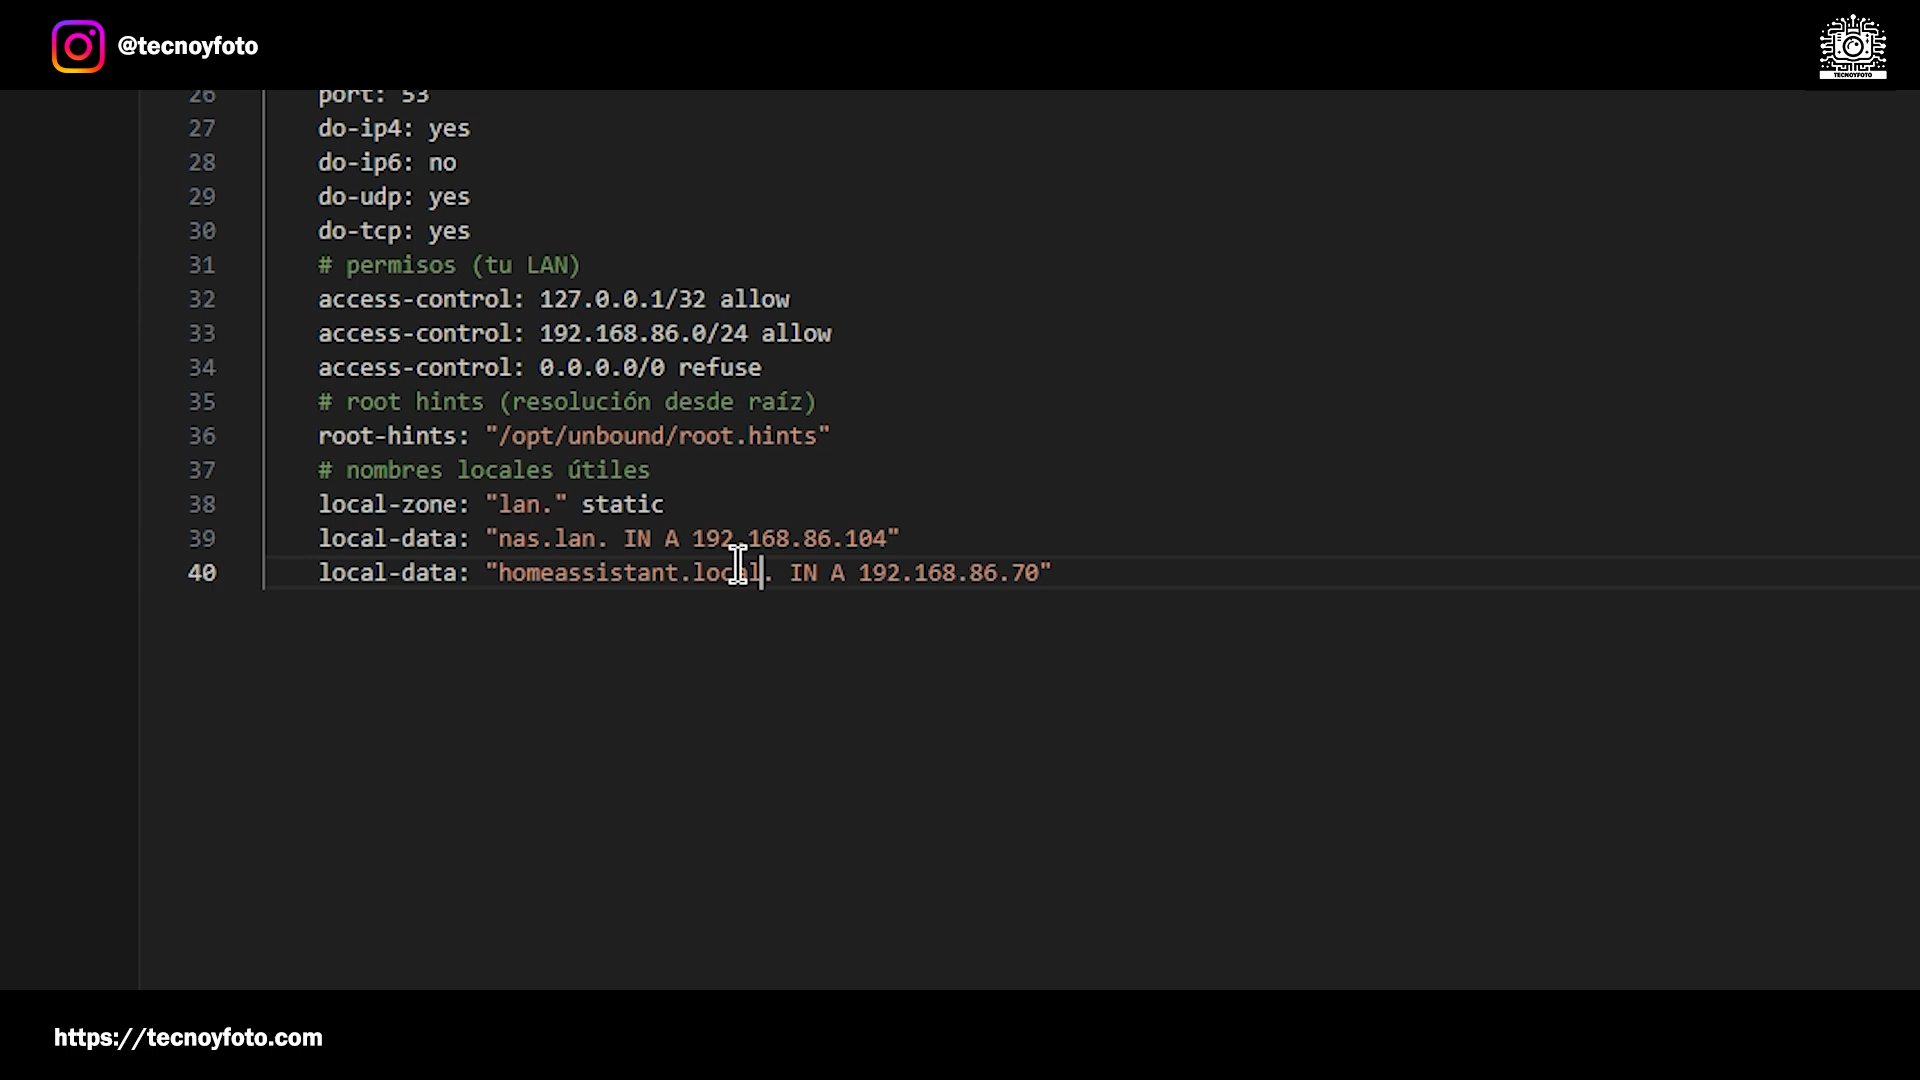 @tecnoyfoto
TECNOYFOTO
26 port: 53
27 do-ip4: yes
28 do-ip6: no
29 do-udp: yes
30 do-tcp: yes
31 # permisos (tu LAN)
32 access-control: 127.0.0.1/32 allow
33 access-control: 192.168.86.0/24 allow
34 access-control: 0.0.0.0/0 refuse
35 # root hints (resolución desde raíz)
36 root-hints: "/opt/unbound/root.hints"
37 # nombres locales útiles
38 local-zone: "lan." static
39 local-data: "nas.lan. IN A 192.168.86.104"
40 local-data: "homeassistant.local. IN A 192.168.86.70"
https://tecnoyfoto.com